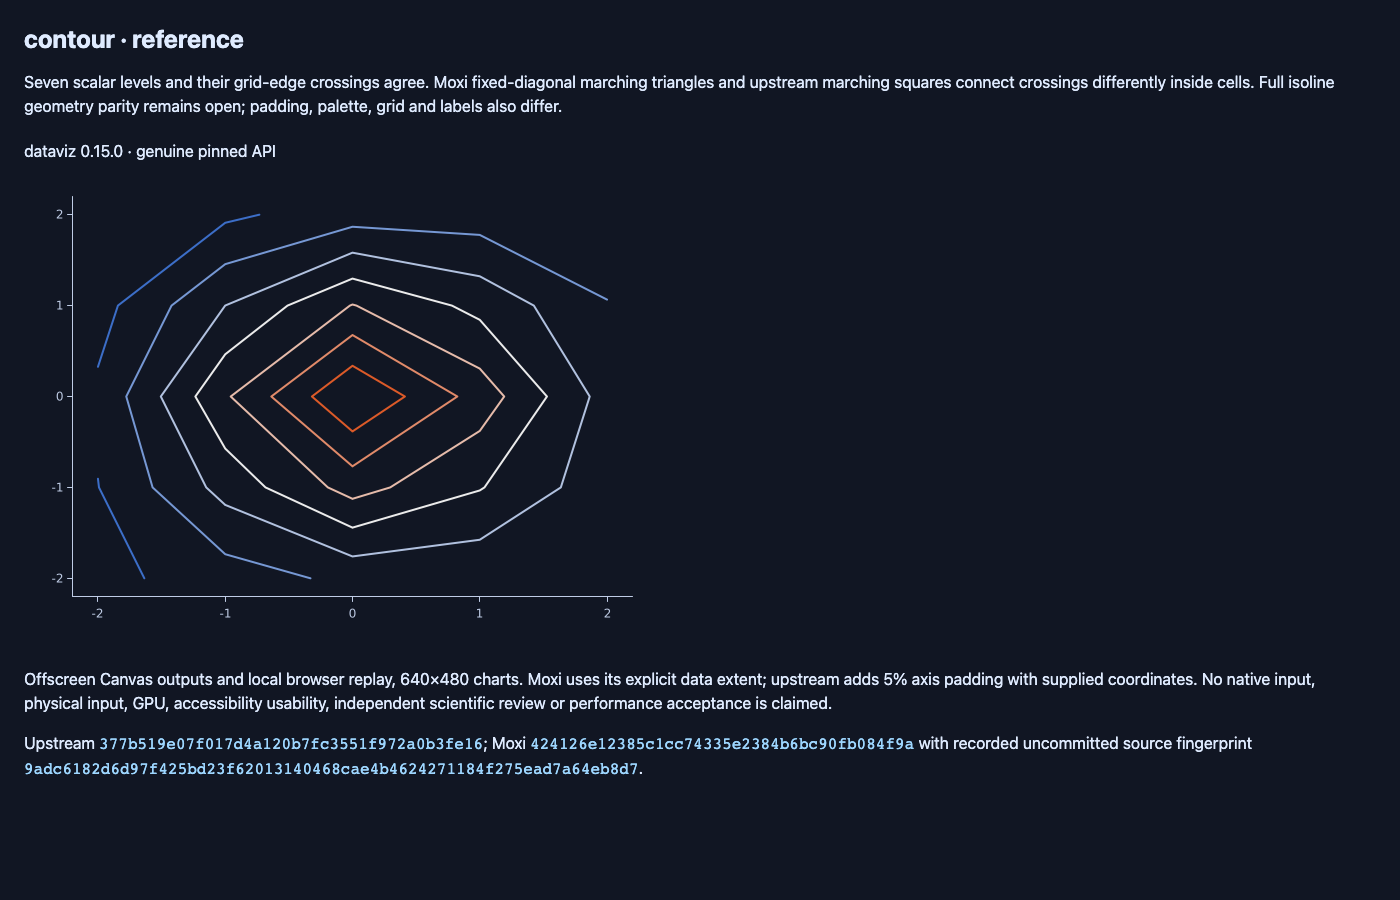 contour · reference
Seven scalar levels and their grid-edge crossings agree. Moxi fixed-diagonal marching triangles and upstream marching squares connect crossings differently inside cells. Full isoline
geometry parity remains open; padding, palette, grid and labels also differ.
dataviz 0.15.0 · genuine pinned API
2
1
0
-1
-2
-2 -1 0 1 2
Offscreen Canvas outputs and local browser replay, 640×480 charts. Moxi uses its explicit data extent; upstream adds 5% axis padding with supplied coordinates. No native input,
physical input, GPU, accessibility usability, independent scientific review or performance acceptance is claimed.
Upstream 377b519e07f017d4a120b7fc3551f972a0b3fe16; Moxi 424126e12385c1cc74335e2384b6bc90fb084f9a with recorded uncommitted source fingerprint
9adc6182d6d97f425bd23f62013140468cae4b4624271184f275ead7a64eb8d7.